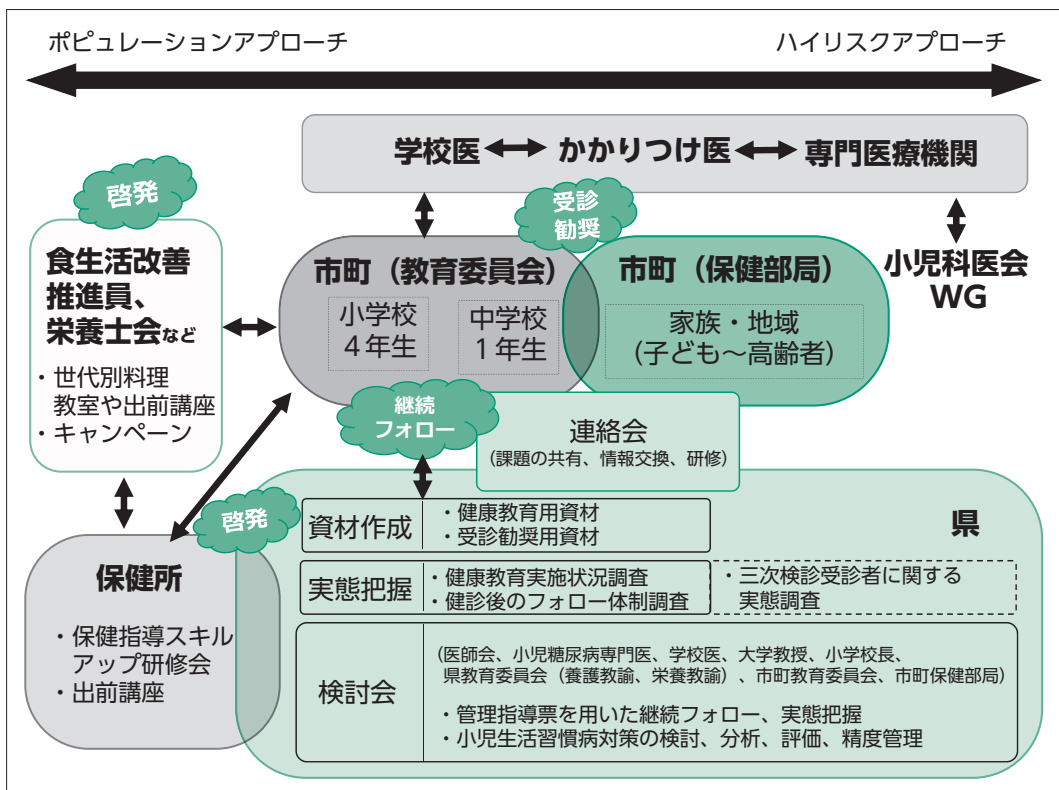 ポピュレーションアプローチ
ハイリスクアプローチ
学校医
かかりつけ医
専門医療機関
啓発
受診
勧奨
食生活改善
推進員、
栄養士会など
・世代別料理
教室や出前講座
・キャンペーン
市町（教育委員会）
小学校
４年生
中学校
１年生
市町（保健部局）
家族・地域
（子ども〜高齢者）
小児科医会
WG
継続
フォロー
連絡会
（課題の共有、情報交換、研修）
啓発
保健所
・保健指導スキル
アップ研修会
・出前講座
県
資材作成
・健康教育用資材
・受診勧奨用資材
実態把握
・健康教育実施状況調査
・健診後のフォロー体制調査
・三次検診受診者に関する
実態調査
検討会
（医師会、小児糖尿病専門医、学校医、大学教授、小学校長、
県教育委員会（養護教諭、栄養教諭）、市町教育委員会、市町保健部局）
・管理指導票を用いた継続フォロー、実態把握
・小児生活習慣病対策の検討、分析、評価、精度管理